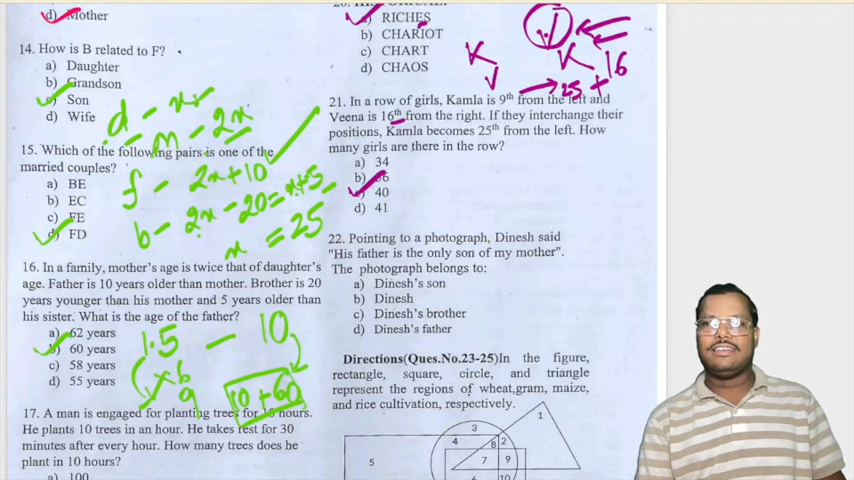 d) Mother
14. How is B related to F?
a) Daughter
b) Grandson
Son
d) Wife
d - x
m - 2x
15. Which of the following pairs is one of the
married couples?
f - 2x+10
a) BE
b) EC
c) FE
FD
b - 2x - 20 = x+5
x = 25
16. In a family, mother's age is twice that of daughter's
age. Father is 10 years older than mother. Brother is 20
years younger than his mother and 5 years older than
his sister. What is the age of the father?
a) 62 years
b) 60 years
c) 58 years
d) 55 years
1.5 - 10
×6
9
10 + 60
17. A man is engaged for planting trees for 10 hours.
He plants 10 trees in an hour. He takes rest for 30
minutes after every hour. How many trees does he
plant in 10 hours?
a) 100
RICHES
b) CHARIOT
c) CHART
d) CHAOS
K
V
K
16
25 +
21. In a row of girls, Kamla is 9th from the left and
Veena is 16th from the right. If they interchange their
positions, Kamla becomes 25th from the left. How
many girls are there in the row?
a) 34
b) 36
40
d) 41
22. Pointing to a photograph, Dinesh said
"His father is the only son of my mother".
The photograph belongs to:
a) Dinesh's son
b) Dinesh
c) Dinesh's brother
d) Dinesh's father
Directions(Ques.No.23-25)In the figure,
rectangle, square, circle, and triangle
represent the regions of wheat,gram, maize,
and rice cultivation, respectively.
1
3
4
8
2
5
7
9
10